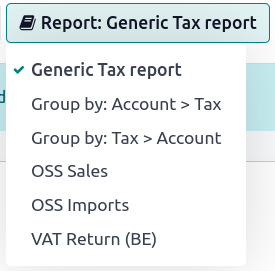 Report: Generic Tax report
Generic Tax report
Group by: Account > Tax
Group by: Tax > Account
OSS Sales
OSS Imports
VAT Return (BE)